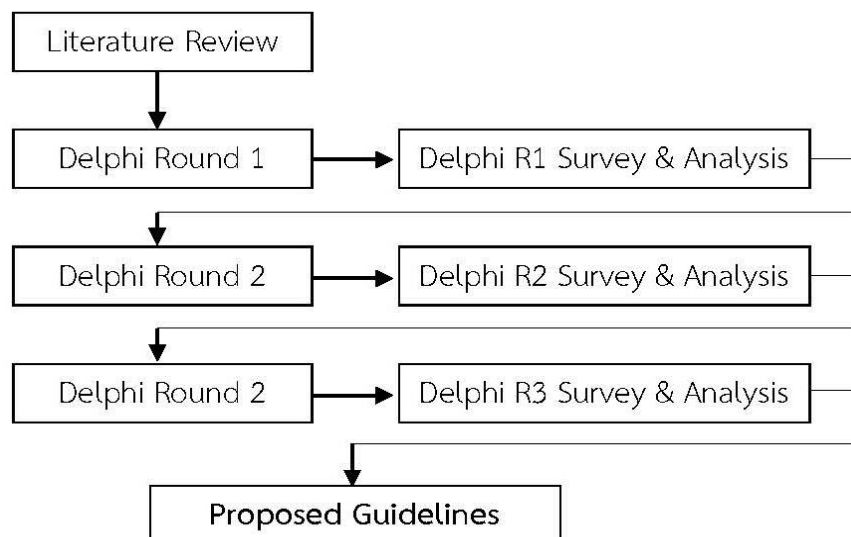 Literature Review
Delphi Round 1
Delphi R1 Survey & Analysis
Delphi Round 2
Delphi R2 Survey & Analysis
Delphi Round 2
Delphi R3 Survey & Analysis
Proposed Guidelines